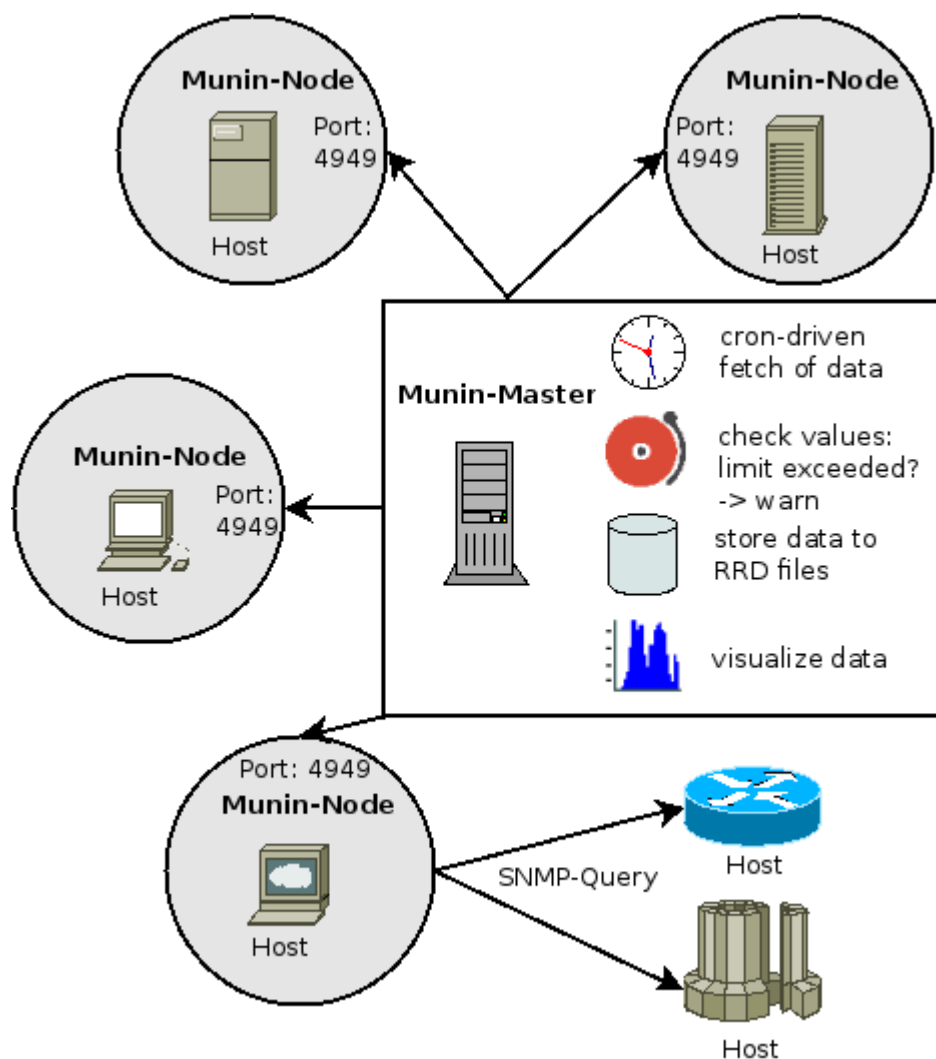 Munin-Node
Port:
4949
Host
Munin-Node
Port:
4949
Host
Munin-Master
cron-driven
fetch of data
check values:
limit exceeded?
-> warn
store data to
RRD files
visualize data
Munin-Node
Port:
4949
Host
Port: 4949
Munin-Node
Host
SNMP-Query
Host
Host